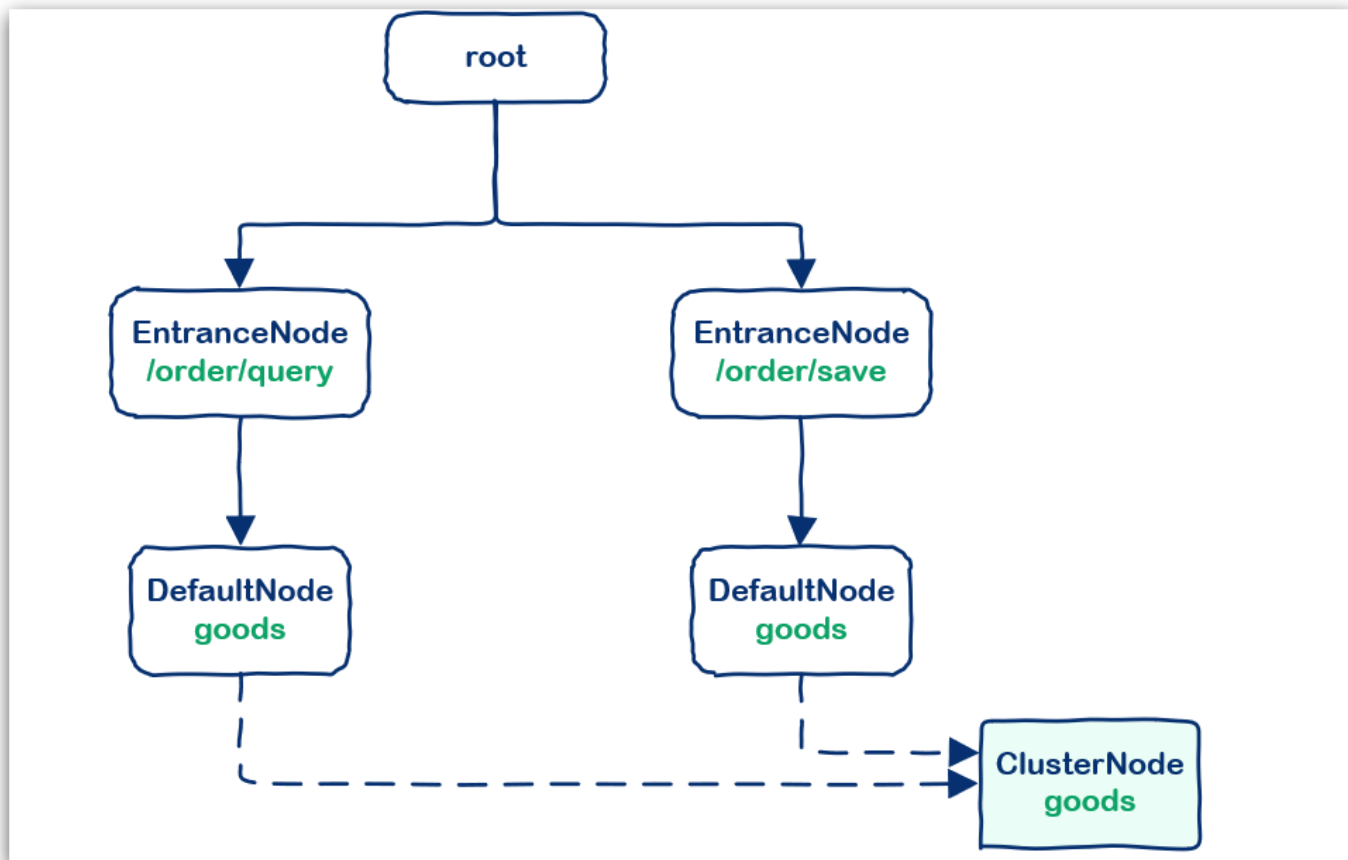 root
EntranceNode
/order/query
EntranceNode
/order/save
DefaultNode
goods
DefaultNode
goods
ClusterNode
goods